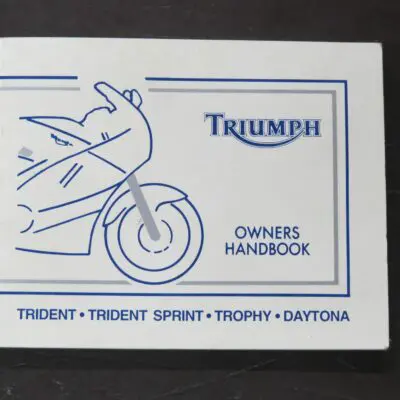 TRIUMPH
OWNERS
HANDBOOK
TRIDENT • TRIDENT SPRINT • TROPHY • DAYTONA